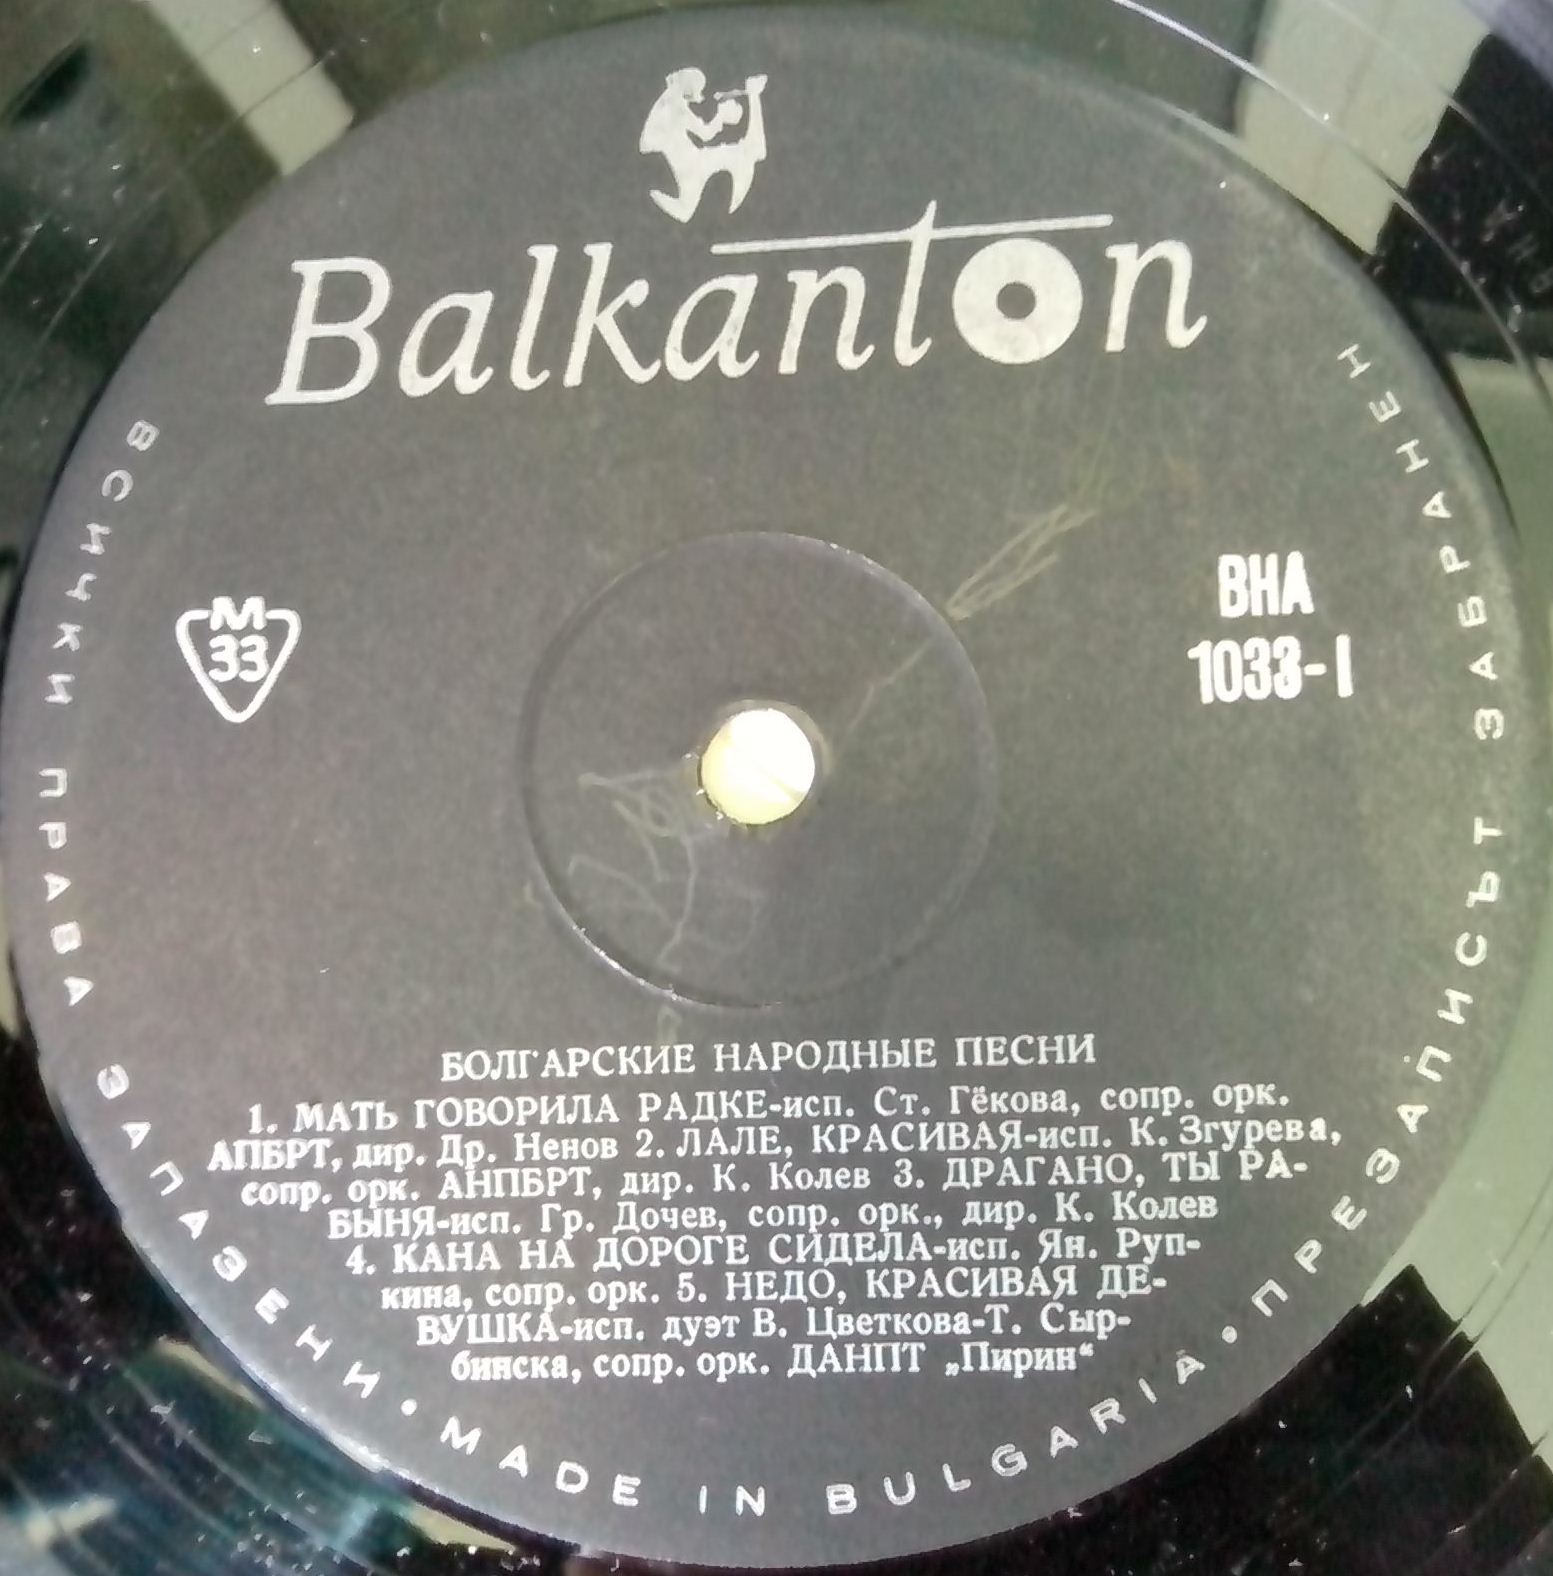 Balkanton
М
33
ВНА
1033-I
БОЛГАРСКИЕ НАРОДНЫЕ ПЕСНИ
1. МАТЬ ГОВОРИЛА РАДКЕ-исп. Ст. Гёкова, сопр. орк.
АПБРТ, дир. Др. Ненов 2. ЛАЛЕ, КРАСИВАЯ-исп. К. Згурева,
сопр. орк. АНПБРТ, дир. К. Колев 3. ДРАГАНО, ТЫ РА-
БЫНЯ-исп. Гр. Дочев, сопр. орк., дир. К. Колев
4. КАНА НА ДОРОГЕ СИДЕЛА-исп. Ян. Руп-
кина, сопр. орк. 5. НЕДО, КРАСИВАЯ ДЕ-
ВУШКА-исп. дуэт В. Цветкова-Т. Сыр-
бинска, сопр. орк. ДАНПТ „Пирин“
ВСИЧКИ ПРАВА ЗАПАЗЕНИ • MADE IN BULGARIA • ПРЕЗАПИСЪТ ЗАБРАНЕН